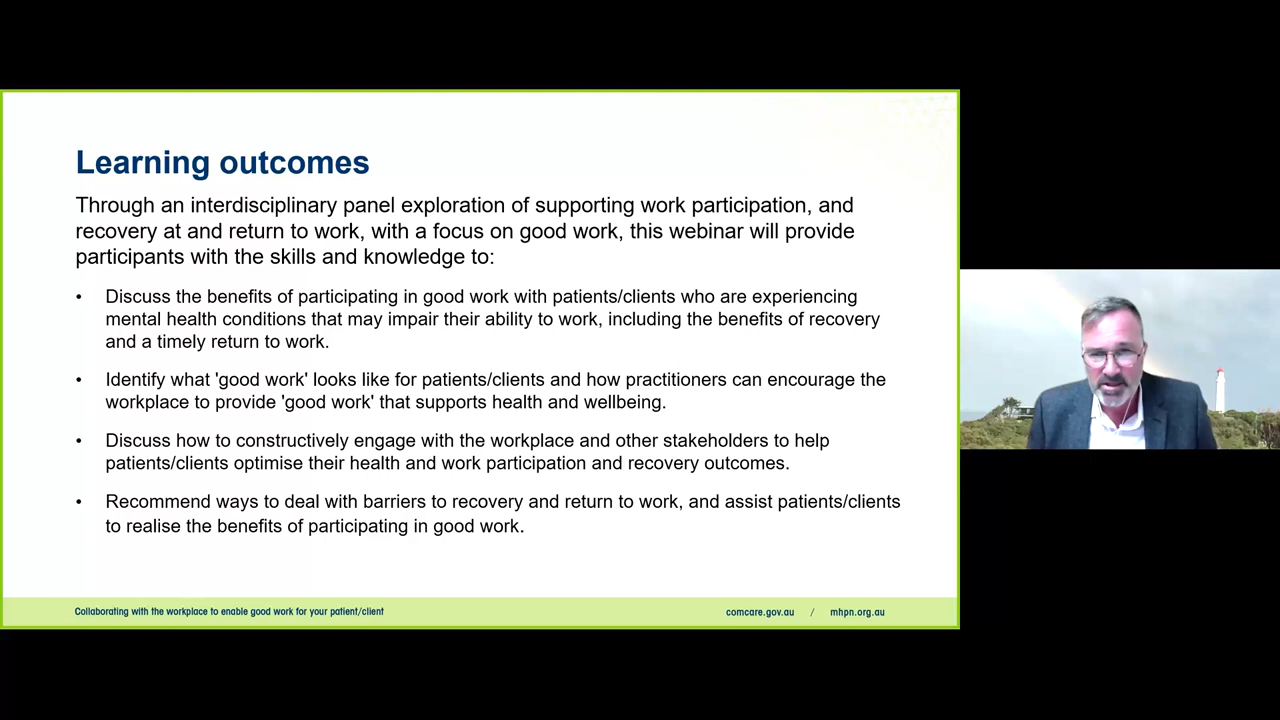 Learning outcomes
Through an interdisciplinary panel exploration of supporting work participation, and
recovery at and return to work, with a focus on good work, this webinar will provide
participants with the skills and knowledge to:
• Discuss the benefits of participating in good work with patients/clients who are experiencing
mental health conditions that may impair their ability to work, including the benefits of recovery
and a timely return to work.
• Identify what 'good work' looks like for patients/clients and how practitioners can encourage the
workplace to provide 'good work' that supports health and wellbeing.
• Discuss how to constructively engage with the workplace and other stakeholders to help
patients/clients optimise their health and work participation and recovery outcomes.
• Recommend ways to deal with barriers to recovery and return to work, and assist patients/clients
to realise the benefits of participating in good work.
Collaborating with the workplace to enable good work for your patient/client
comcare.gov.au / mhpn.org.au